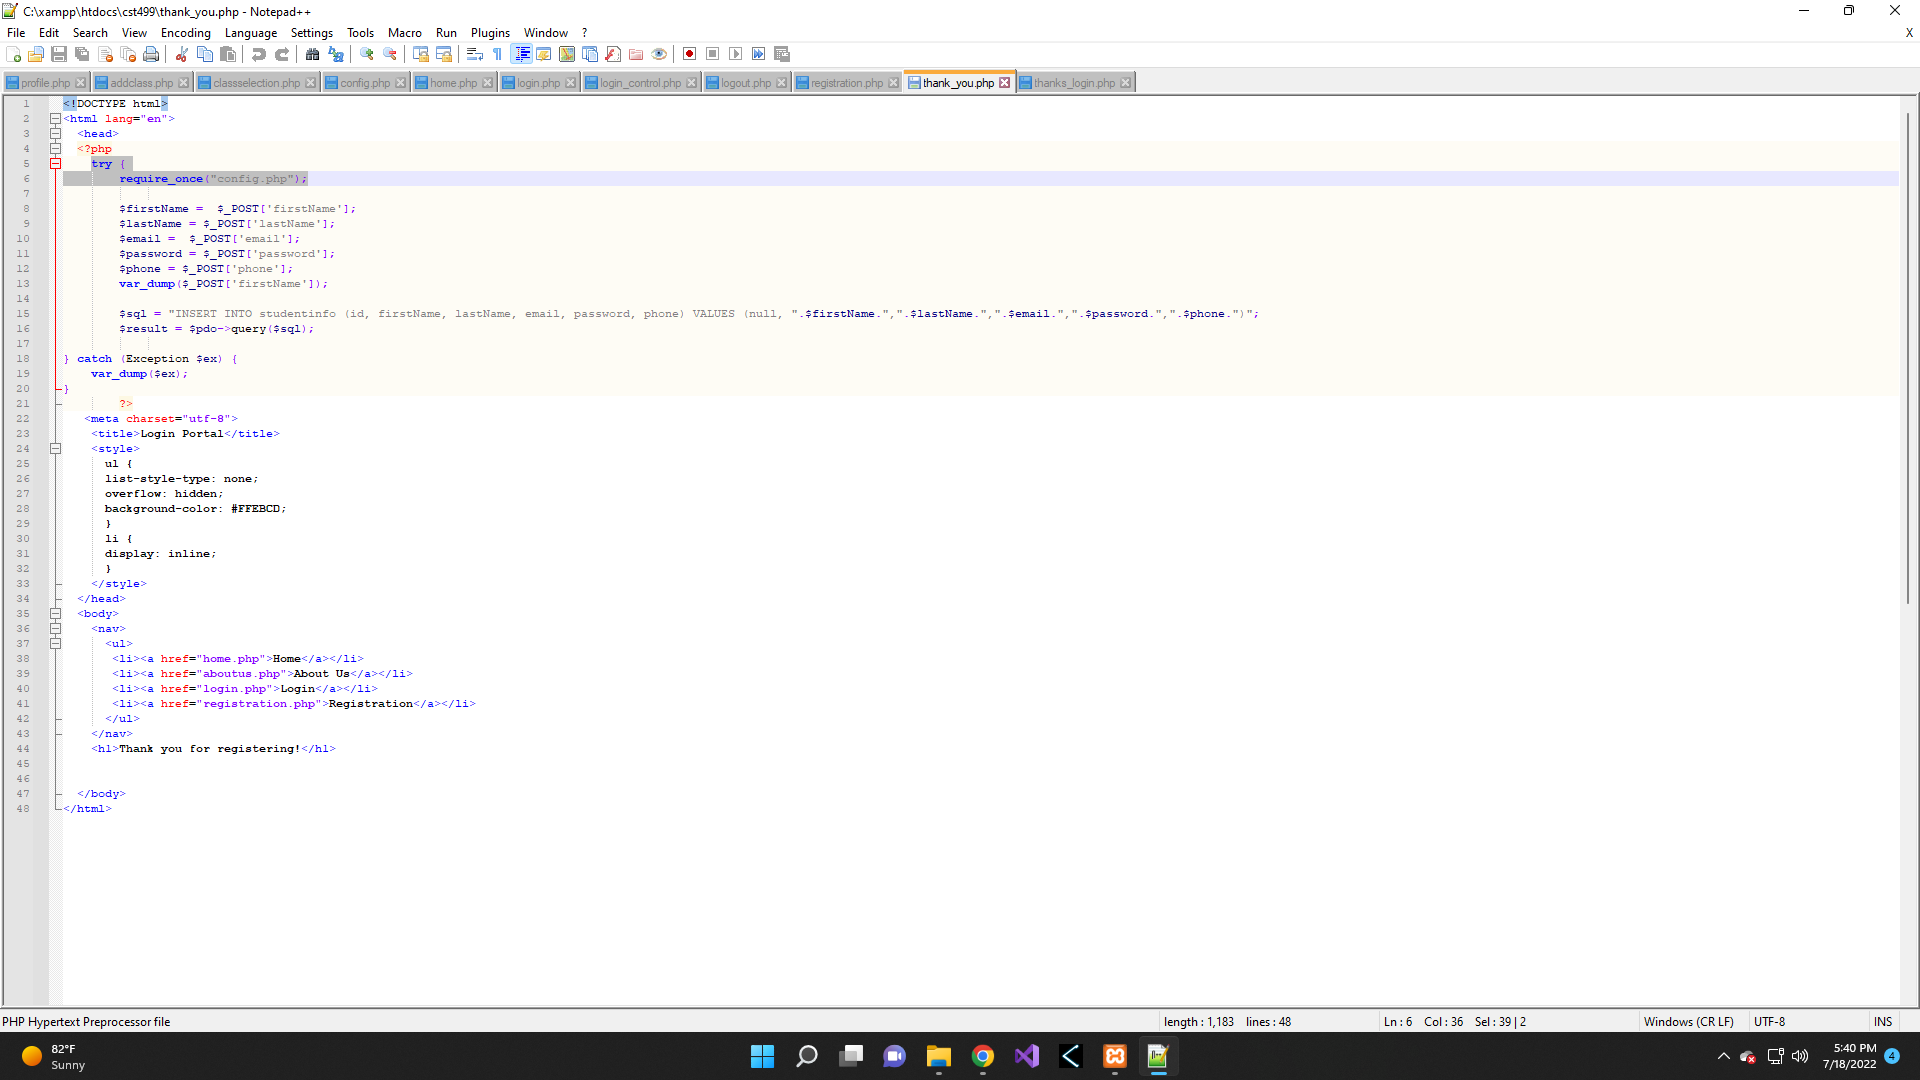 C:\xampp\htdocs\cst499\thank_you.php - Notepad++
File Edit Search View Encoding Language Settings Tools Macro Run Plugins Window ? X
profile.php addclass.php classselection.php config.php home.php login.php login_control.php logout.php registration.php thank_you.php thanks_login.php
1 <!DOCTYPE html>
2 <html lang="en">
3 <head>
4 <?php
5 try {
6 require_once("config.php");
7
8 $firstName =  $_POST['firstName'];
9 $lastName = $_POST['lastName'];
10 $email =  $_POST['email'];
11 $password = $_POST['password'];
12 $phone = $_POST['phone'];
13 var_dump($_POST['firstName']);
14
15 $sql = "INSERT INTO studentinfo (id, firstName, lastName, email, password, phone) VALUES (null, ".$firstName.",".$lastName.",".$email.",".$password.",".$phone.")";
16 $result = $pdo->query($sql);
17
18 } catch (Exception $ex) {
19 var_dump($ex);
20 }
21 ?>
22 <meta charset="utf-8">
23 <title>Login Portal</title>
24 <style>
25 ul {
26 list-style-type: none;
27 overflow: hidden;
28 background-color: #FFEBCD;
29 }
30 li {
31 display: inline;
32 }
33 </style>
34 </head>
35 <body>
36 <nav>
37 <ul>
38 <li><a href="home.php">Home</a></li>
39 <li><a href="aboutus.php">About Us</a></li>
40 <li><a href="login.php">Login</a></li>
41 <li><a href="registration.php">Registration</a></li>
42 </ul>
43 </nav>
44 <h1>Thank you for registering!</h1>
45
46
47 </body>
48 </html>
PHP Hypertext Preprocessor file length : 1,183 lines : 48 Ln : 6 Col : 36 Sel : 39 | 2 Windows (CR LF) UTF-8 INS
82°F
Sunny
5:40 PM
7/18/2022
4